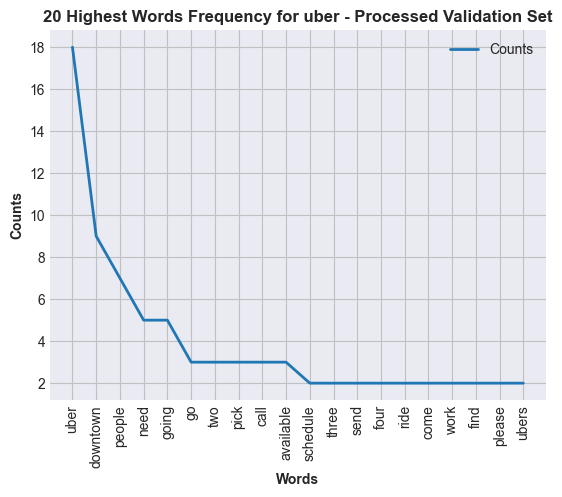 20 Highest Words Frequency for uber - Processed Validation Set
Counts
18
16
14
12
10
8
6
4
2
Counts
uber
downtown
people
need
going
go
two
pick
call
available
schedule
three
send
four
ride
come
work
find
please
ubers
Words